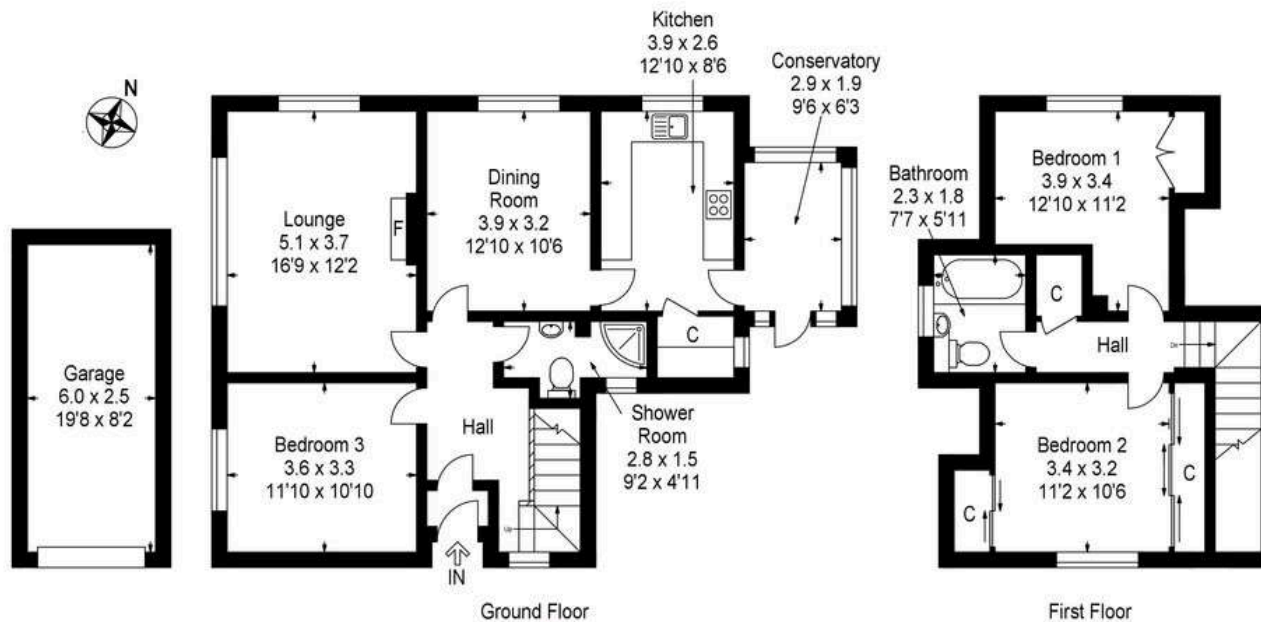 N
Garage
6.0 x 2.5
19'8 x 8'2
Lounge
5.1 x 3.7
16'9 x 12'2
F
Dining
Room
3.9 x 3.2
12'10 x 10'6
Kitchen
3.9 x 2.6
12'10 x 8'6
Conservatory
2.9 x 1.9
9'6 x 6'3
C
Bedroom 3
3.6 x 3.3
11'10 x 10'10
Hall
Shower
Room
2.8 x 1.5
9'2 x 4'11
Up
IN
Ground Floor
Bedroom 1
3.9 x 3.4
12'10 x 11'2
Bathroom
2.3 x 1.8
7'7 x 5'11
C
Hall
Bedroom 2
3.4 x 3.2
11'2 x 10'6
C
C
First Floor